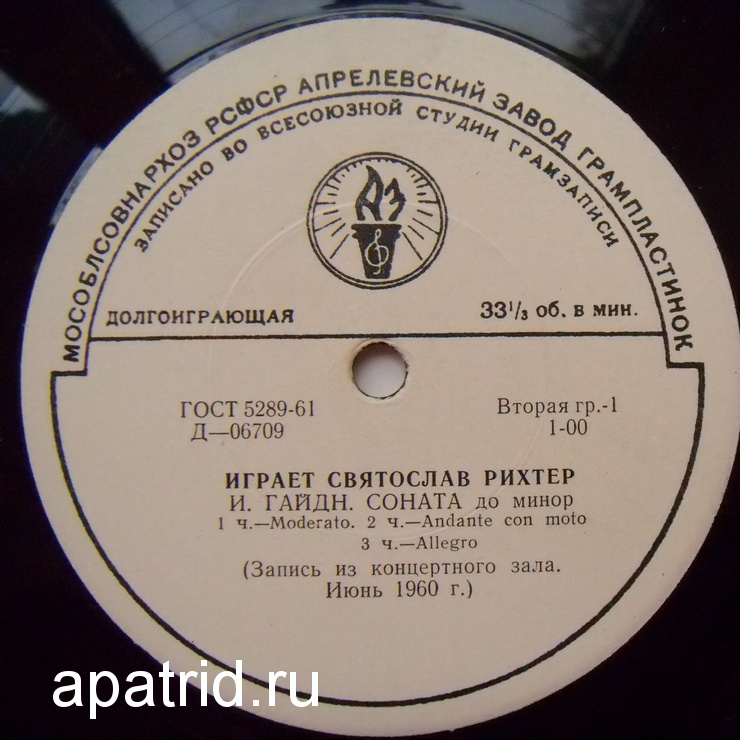 МОСОБЛСОВНАРХОЗ РСФСР АПРЕЛЕВСКИЙ ЗАВОД ГРАМПЛАСТИНОК
ЗАПИСАНО ВО ВСЕСОЮЗНОЙ СТУДИИ ГРАМЗАПИСИ
АЗ
ДОЛГОИГРАЮЩАЯ
33⅓ об. в мин.
ГОСТ 5289-61
Вторая гр.-1
Д—06709
1-00
ИГРАЕТ СВЯТОСЛАВ РИХТЕР
И. ГАЙДН. СОНАТА до минор
1 ч.—Moderato. 2 ч.—Andante con moto
3 ч.—Allegro
(Запись из концертного зала.
Июнь 1960 г.)
apatrid.ru